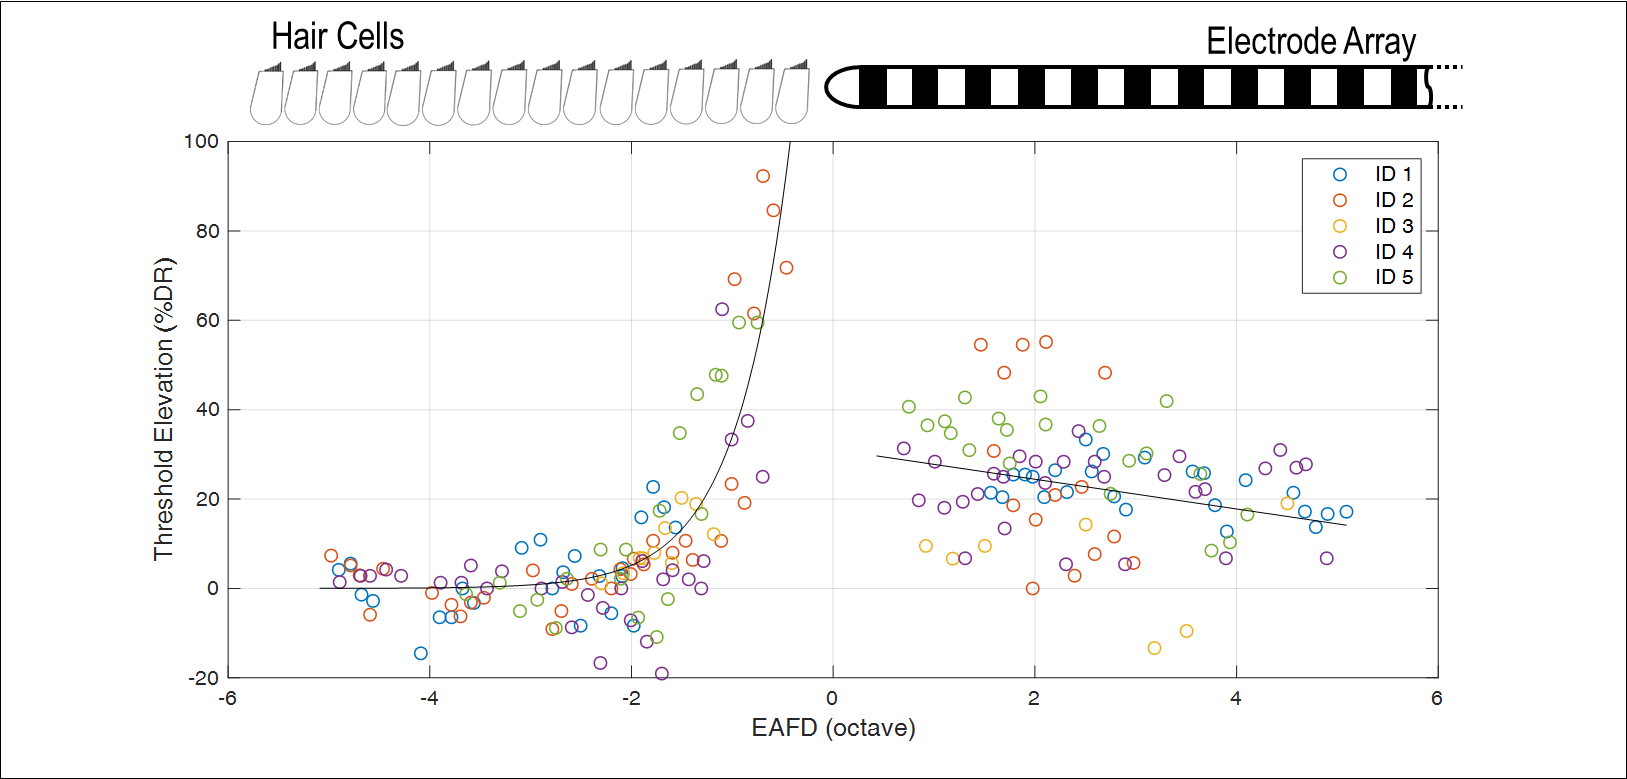 Hair Cells
Electrode Array
100
80
60
40
20
0
-20
-6
-4
-2
0
2
4
6
Threshold Elevation (%DR)
EAFD (octave)
ID 1
ID 2
ID 3
ID 4
ID 5